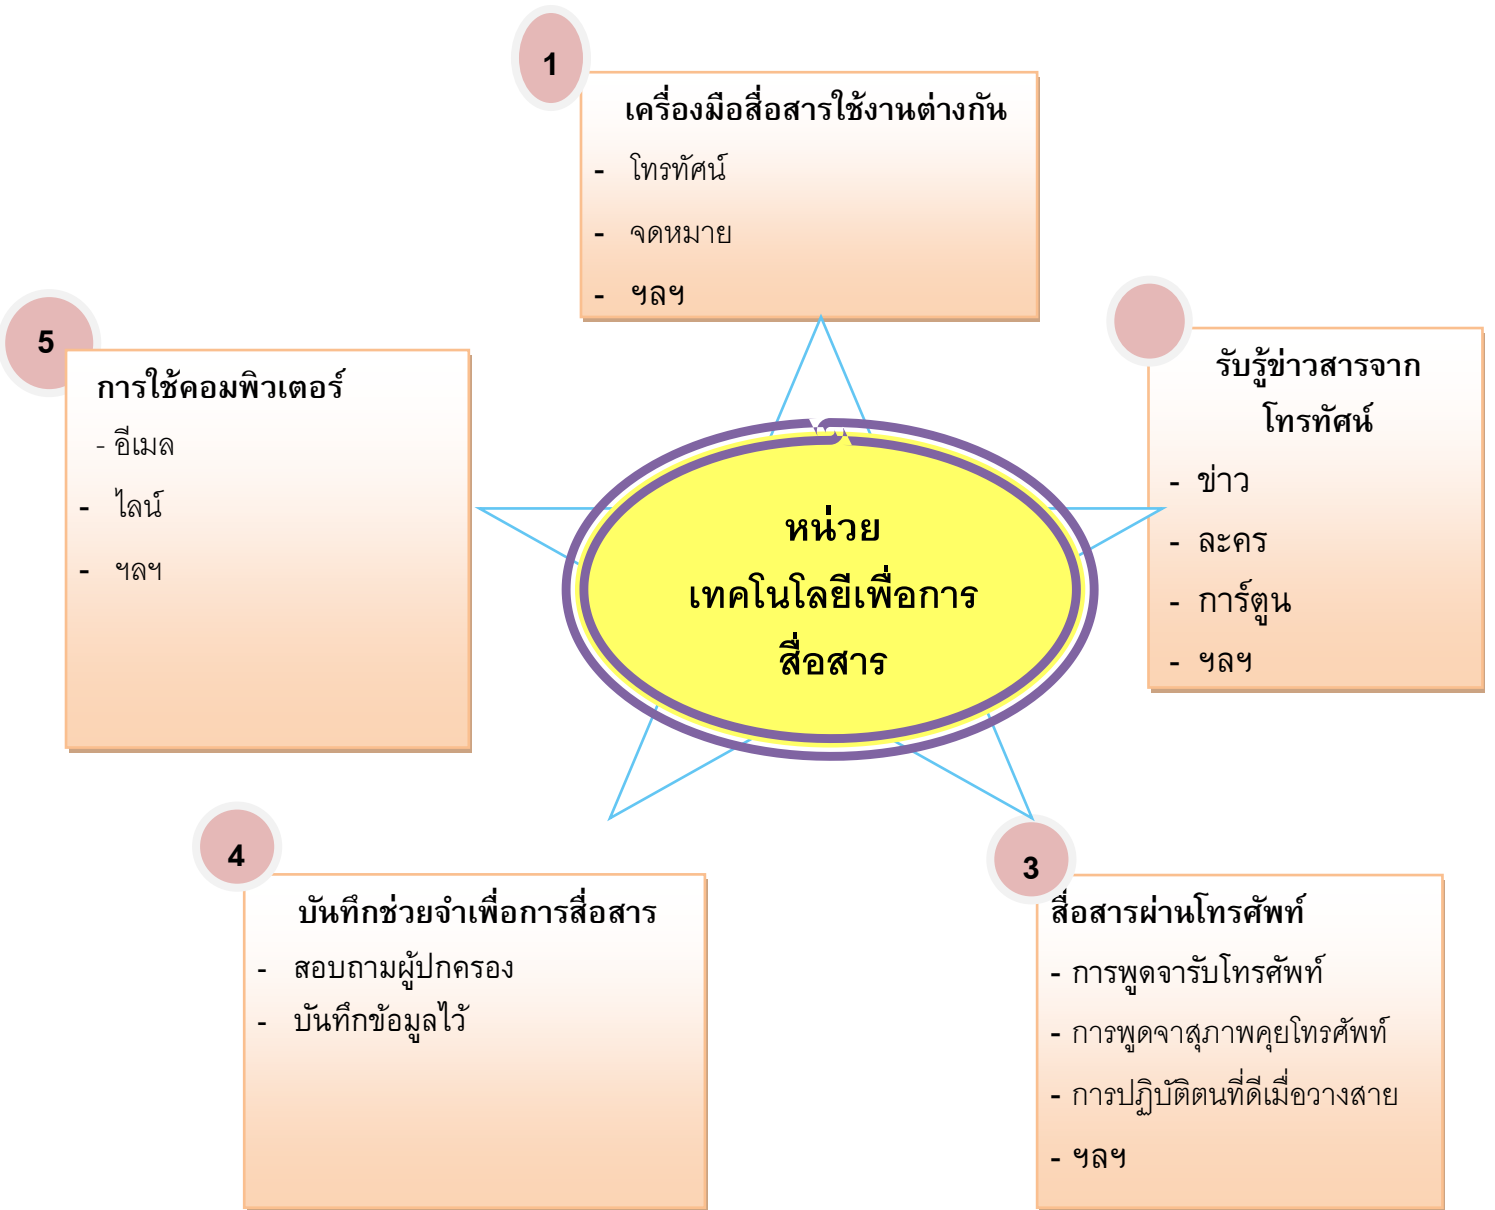 1
เครื่องมือสื่อสารใช้งานต่างกัน
- โทรทัศน์
- จดหมาย
- ฯลฯ
รับรู้ข่าวสารจาก
โทรทัศน์
- ข่าว
- ละคร
- การ์ตูน
- ฯลฯ
5
การใช้คอมพิวเตอร์
- อีเมล
- ไลน์
- ฯลฯ
หน่วย
เทคโนโลยีเพื่อการ
สื่อสาร
4
บันทึกช่วยจำเพื่อการสื่อสาร
- สอบถามผู้ปกครอง
- บันทึกข้อมูลไว้
3
สื่อสารผ่านโทรศัพท์
- การพูดจารับโทรศัพท์
- การพูดจาสุภาพคุยโทรศัพท์
- การปฏิบัติตนที่ดีเมื่อวางสาย
- ฯลฯ